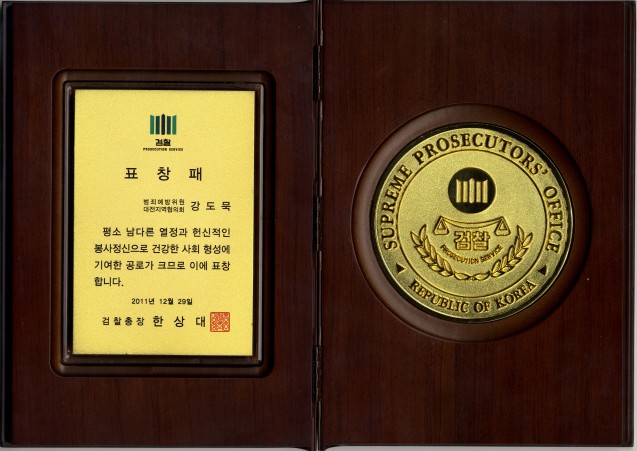 검찰
PROSECUTION SERVICE
표 창 패
범죄예방위원
대전지역협의회 강 도 묵
평소 남다른 열정과 헌신적인
봉사정신으로 건강한 사회 형성에
기여한 공로가 크므로 이에 표창
합니다.
2011년 12월 29일
검찰총장 한 상 대
SUPREME PROSECUTORS' OFFICE
검찰
PROSECUTION SERVICE
REPUBLIC OF KOREA